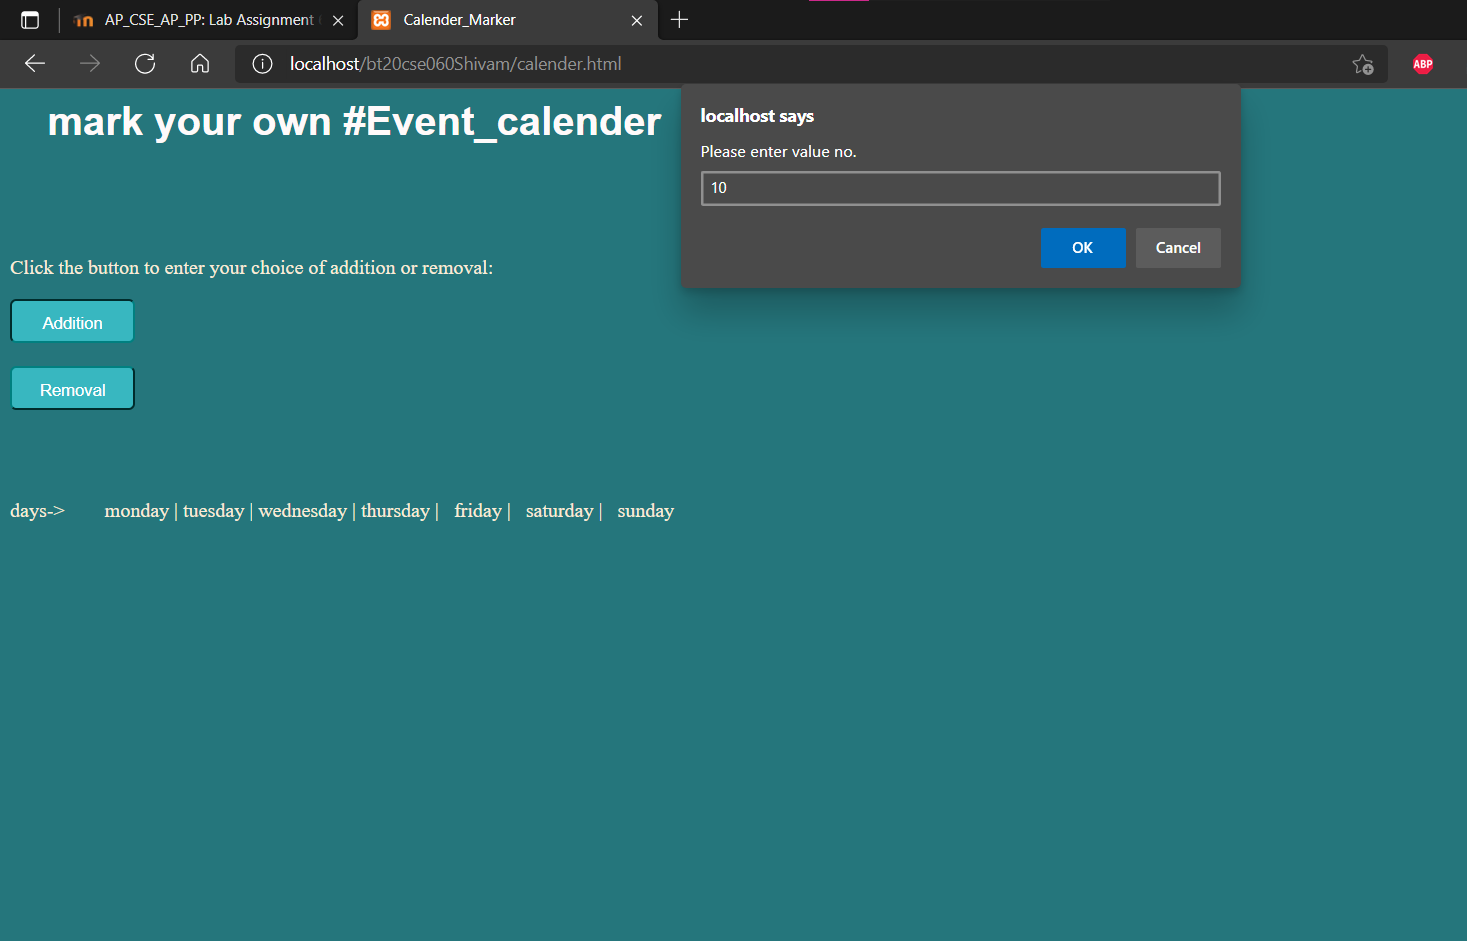 AP_CSE_AP_PP: Lab Assignment
Calender_Marker
localhost/bt20cse060Shivam/calender.html
ABP
mark your own #Event_calender
localhost says
Please enter value no.
10
OK
Cancel
Click the button to enter your choice of addition or removal:
Addition
Removal
days-> monday | tuesday | wednesday | thursday | friday | saturday | sunday